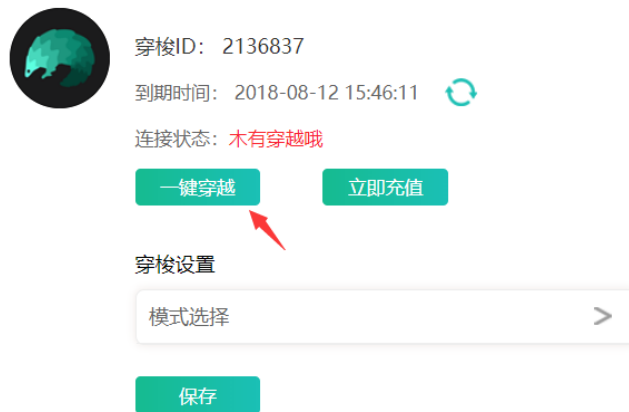 穿梭ID： 2136837
到期时间： 2018-08-12 15:46:11
连接状态：木有穿越哦
一键穿越 立即充值
穿梭设置
模式选择
保存